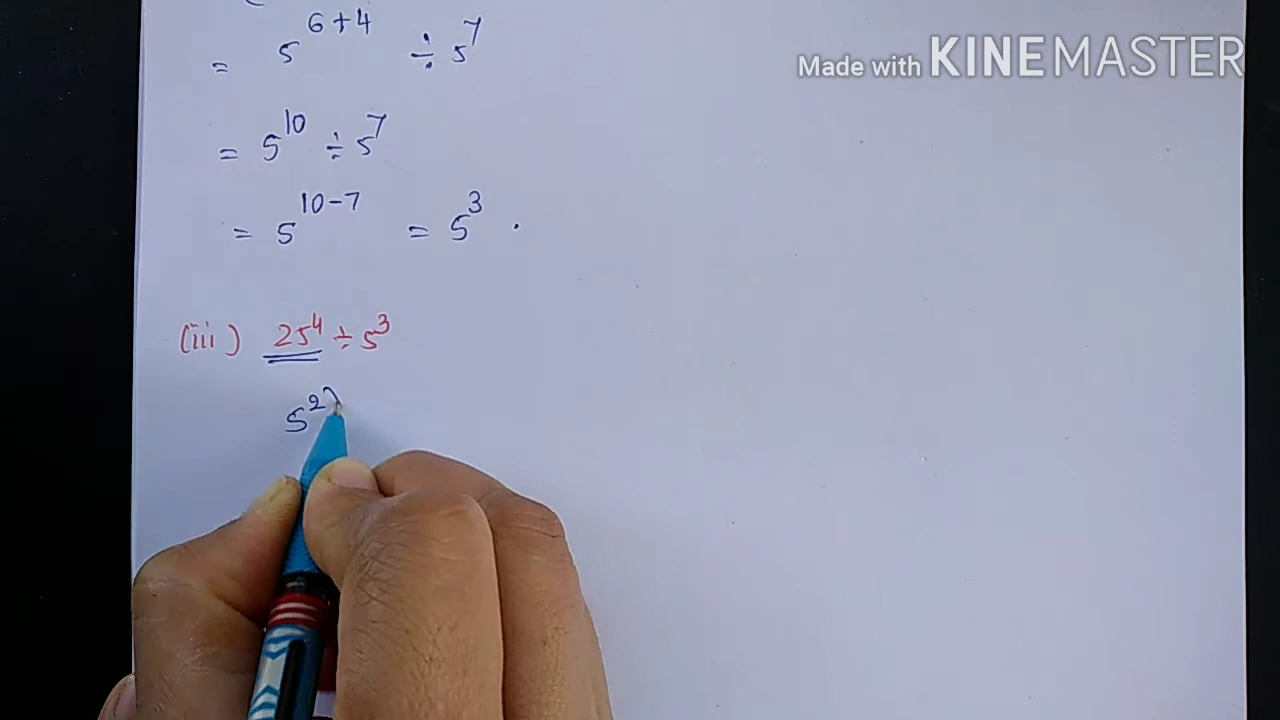 Made with KINEMASTER
= 5^{6+4} ÷ 5^7
= 5^{10} ÷ 5^7
= 5^{10-7} = 5^3 .
(iii) 25^4 ÷ 5^3
5^{2)}